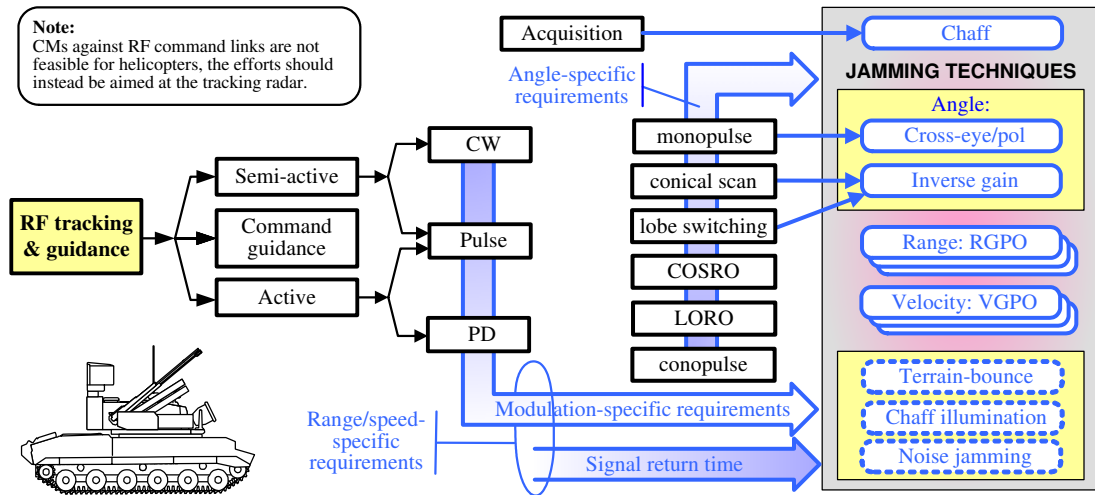 Note:
CMs against RF command links are not
feasible for helicopters, the efforts should
instead be aimed at the tracking radar.
Acquisition
Chaff
JAMMING TECHNIQUES
Angle-specific
requirements
Angle:
monopulse
Cross-eye/pol
conical scan
Inverse gain
lobe switching
COSRO
LORO
conopulse
Range: RGPO
Velocity: VGPO
Terrain-bounce
Chaff illumination
Noise jamming
CW
Semi-active
RF tracking
& guidance
Command
guidance
Pulse
Active
PD
Range/speed-
specific
requirements
Modulation-specific requirements
Signal return time